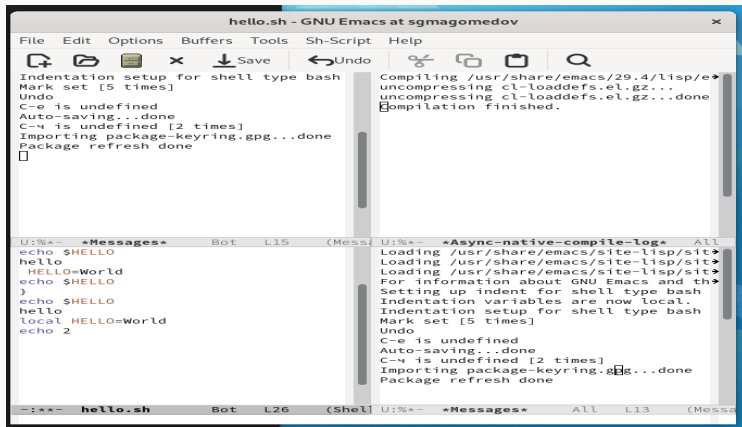 hello.sh - GNU Emacs at sgmagomedov ×
File Edit Options Buffers Tools Sh-Script Help
Save Undo
Indentation setup for shell type bash
Mark set [5 times]
Undo
C-e is undefined
Auto-saving...done
C-ч is undefined [2 times]
Importing package-keyring.gpg...done
Package refresh done
U:%*- *Messages* Bot L15 (Mess
Compiling /usr/share/emacs/29.4/lisp/e
uncompressing cl-loaddefs.el.gz...
uncompressing cl-loaddefs.el.gz...done
Compilation finished.
U:%*- *Async-native-compile-log* All
echo $HELLO
hello
HELLO=World
echo $HELLO
}
echo $HELLO
hello
local HELLO=World
echo 2
-:**- hello.sh Bot L26 (Shel
Loading /usr/share/emacs/site-lisp/sit
Loading /usr/share/emacs/site-lisp/sit
Loading /usr/share/emacs/site-lisp/sit
For information about GNU Emacs and th
Setting up indent for shell type bash
Indentation variables are now local.
Indentation setup for shell type bash
Mark set [5 times]
Undo
C-e is undefined
Auto-saving...done
C-ч is undefined [2 times]
Importing package-keyring.gpg...done
Package refresh done
U:%*- *Messages* All L13 (Messa